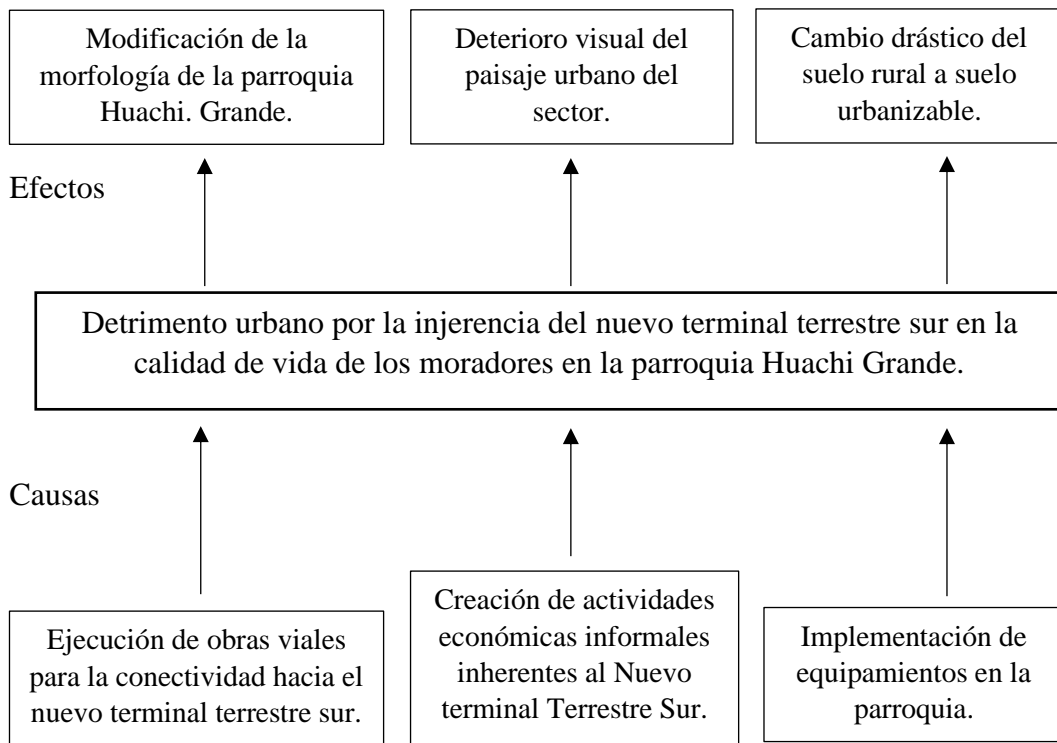 Modificación de la
morfología de la parroquia
Huachi. Grande.
Deterioro visual del
paisaje urbano del
sector.
Cambio drástico del
suelo rural a suelo
urbanizable.
Efectos
Detrimento urbano por la injerencia del nuevo terminal terrestre sur en la
calidad de vida de los moradores en la parroquia Huachi Grande.
Causas
Ejecución de obras viales
para la conectividad hacia el
nuevo terminal terrestre sur.
Creación de actividades
económicas informales
inherentes al Nuevo
terminal Terrestre Sur.
Implementación de
equipamientos en la
parroquia.